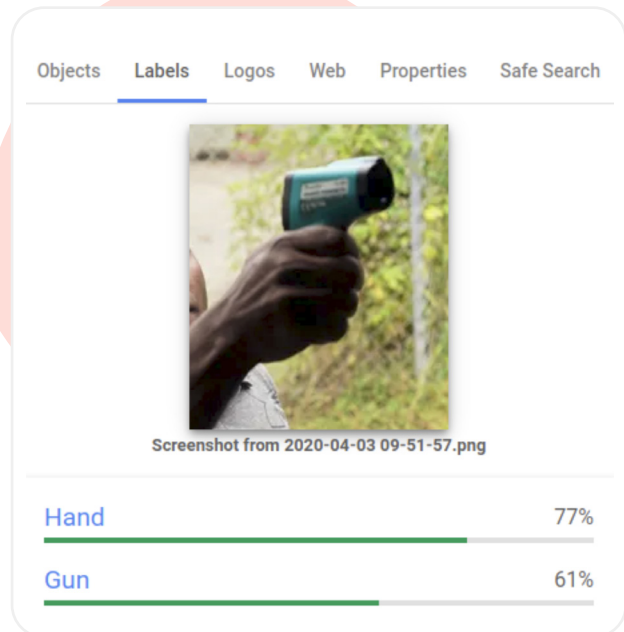 Objects Labels Logos Web Properties Safe Search
Screenshot from 2020-04-03 09-51-57.png
Hand 77%
Gun 61%